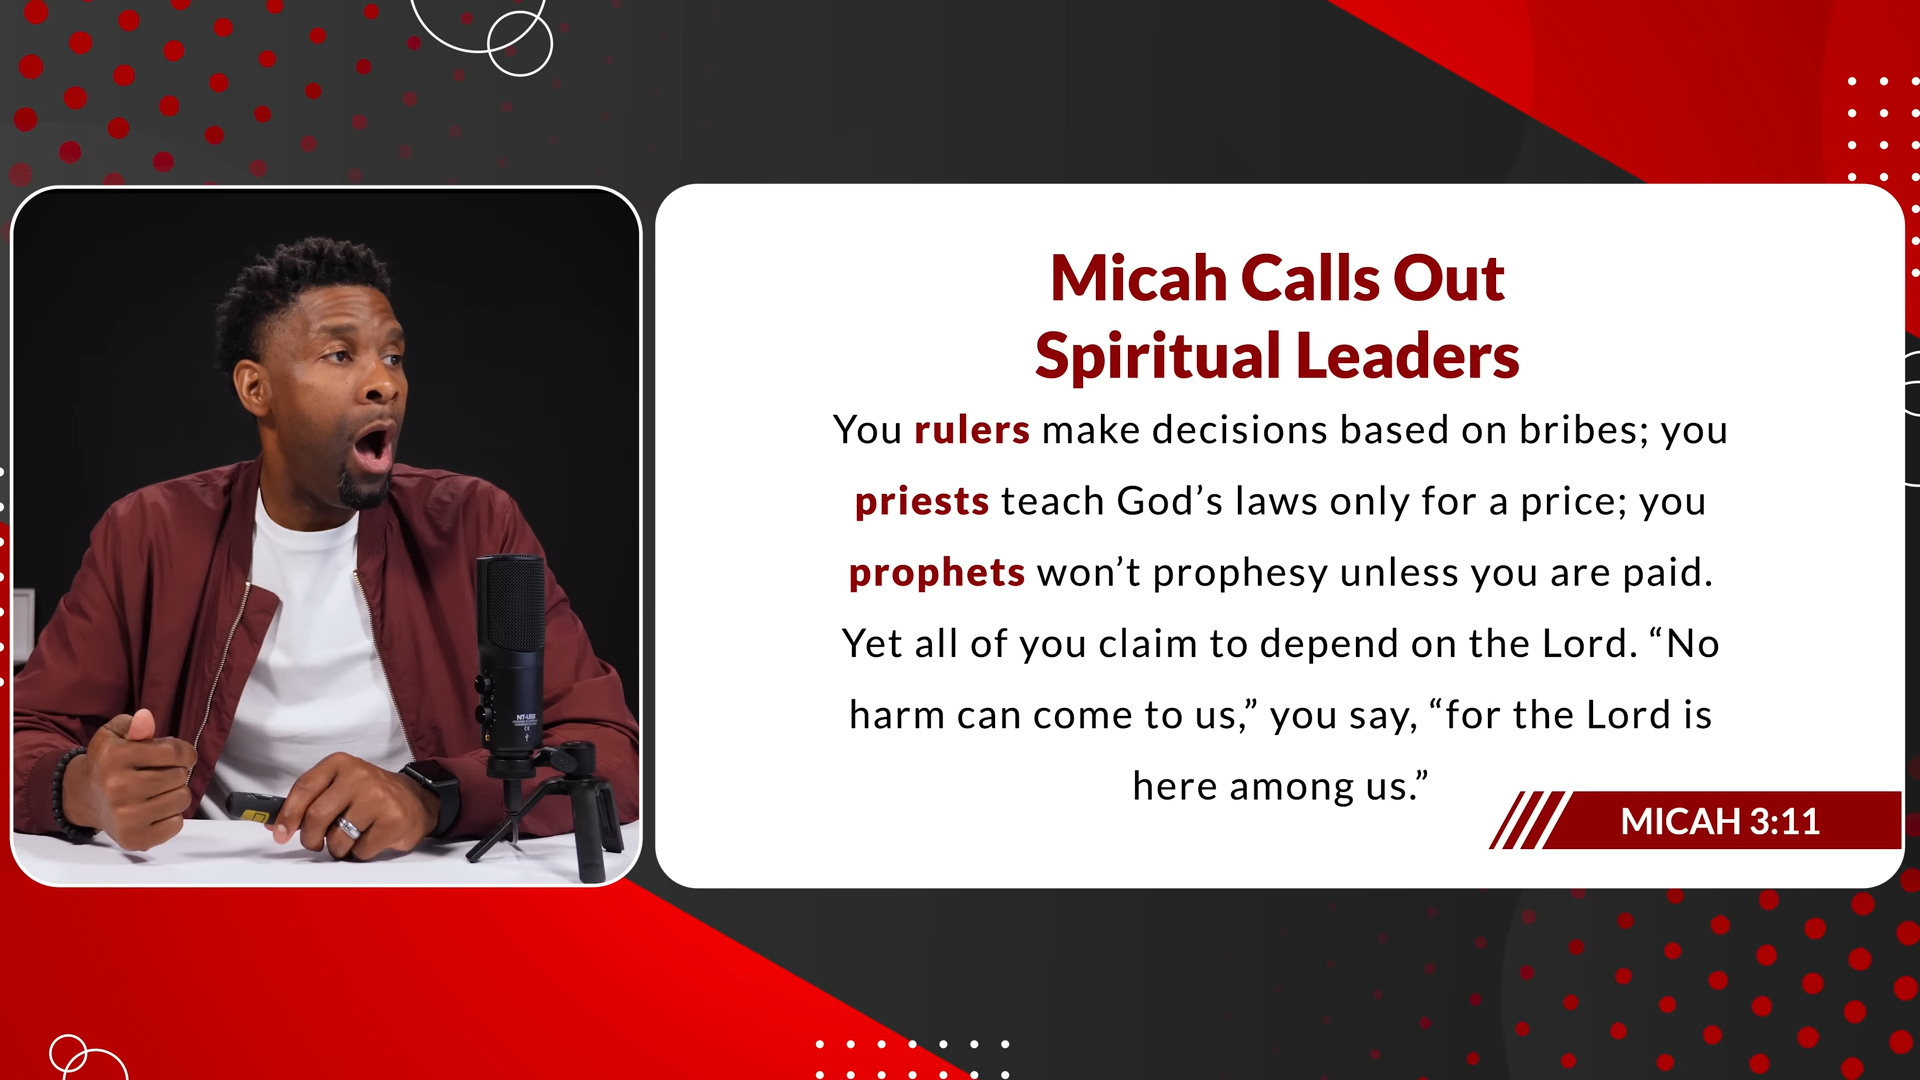 Micah Calls Out
Spiritual Leaders
You rulers make decisions based on bribes; you
priests teach God’s laws only for a price; you
prophets won’t prophesy unless you are paid.
Yet all of you claim to depend on the Lord. “No
harm can come to us,” you say, “for the Lord is
here among us.”
MICAH 3:11
NT-USB